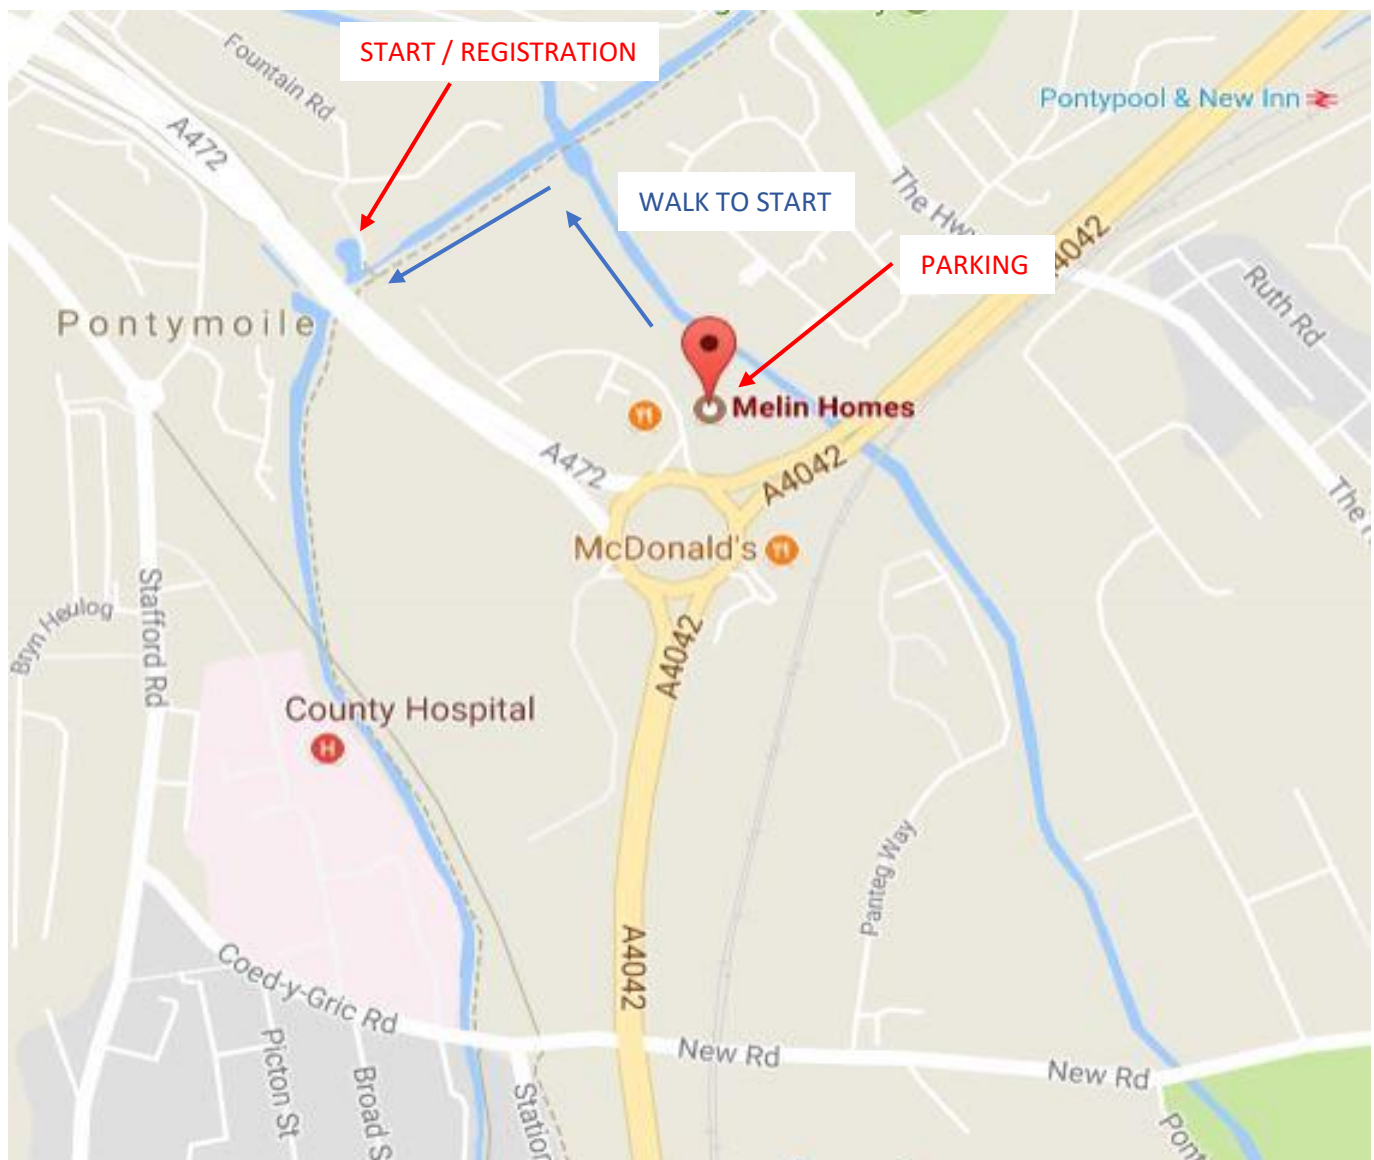 START / REGISTRATION
Fountain Rd
A472
Pontypool & New Inn
WALK TO START
The Hwy
A4042
PARKING
Ruth Rd
Pontymoile
Melin Homes
A472
A4042
The
McDonald's
Stafford Rd
Bryn Heulog
A4042
County Hospital
H
Panteg Way
A4042
Coed-y-Gric Rd
New Rd
New Rd
Picton St
Broad S
Station
Pont